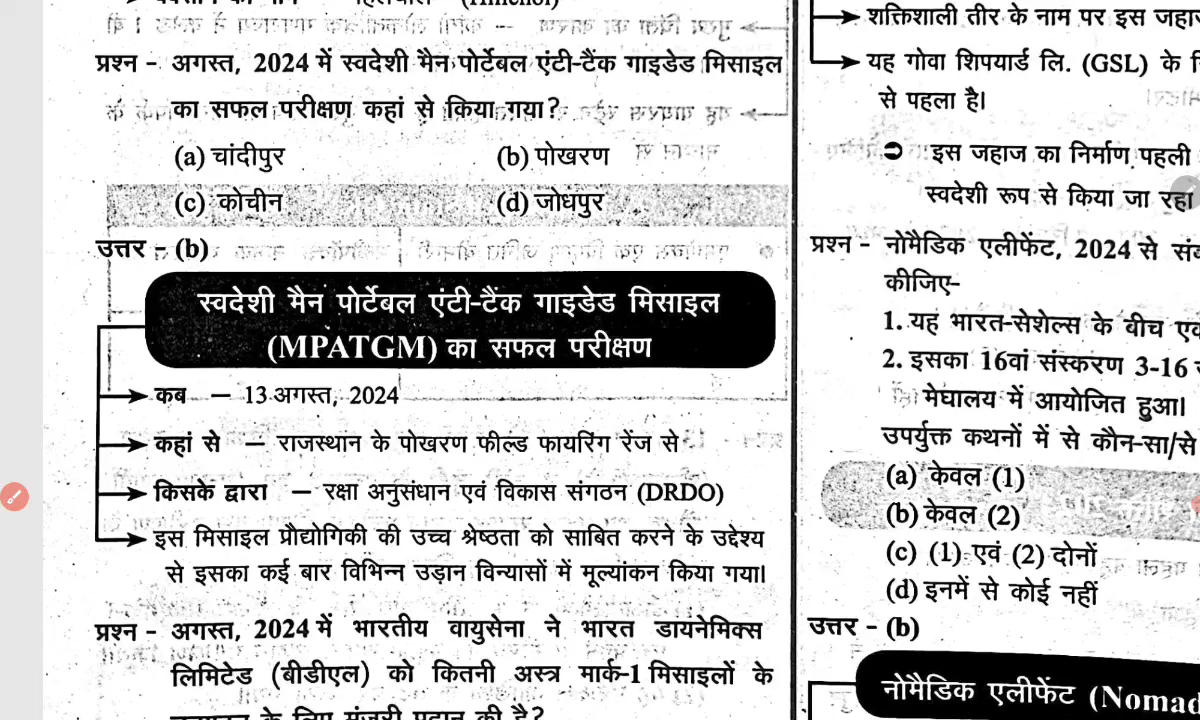 प्रश्न - अगस्त, 2024 में स्वदेशी मैन पोर्टेबल एंटी-टैंक गाइडेड मिसाइल
का सफल परीक्षण कहां से किया गया?
(a) चांदीपुर (b) पोखरण
(c) कोचीन (d) जोधपुर
उत्तर - (b)
स्वदेशी मैन पोर्टेबल एंटी-टैंक गाइडेड मिसाइल
(MPATGM) का सफल परीक्षण
कब — 13 अगस्त, 2024
कहां से — राजस्थान के पोखरण फील्ड फायरिंग रेंज से
किसके द्वारा — रक्षा अनुसंधान एवं विकास संगठन (DRDO)
इस मिसाइल प्रौद्योगिकी की उच्च श्रेष्ठता को साबित करने के उद्देश्य
से इसका कई बार विभिन्न उड़ान विन्यासों में मूल्यांकन किया गया।
प्रश्न - अगस्त, 2024 में भारतीय वायुसेना ने भारत डायनेमिक्स
लिमिटेड (बीडीएल) को कितनी अस्त्र मार्क-1 मिसाइलों के
के लिए मंजूरी प्रदान की है?
शक्तिशाली तीर के नाम पर इस
यह गोवा शिपयार्ड लि. (GSL) के
से पहला है।
इस जहाज का निर्माण पहली
स्वदेशी रूप से किया जा रहा
प्रश्न - नोमैडिक एलीफेंट, 2024 से
कीजिए-
1. यह भारत-सेशेल्स के बीच
2. इसका 16वां संस्करण 3-16
मेघालय में आयोजित हुआ।
उपर्युक्त कथनों में से कौन-सा/से
(a) केवल (1)
(b) केवल (2)
(c) (1) एवं (2) दोनों
(d) इनमें से कोई नहीं
उत्तर - (b)
नोमैडिक एलीफेंट (Nomad